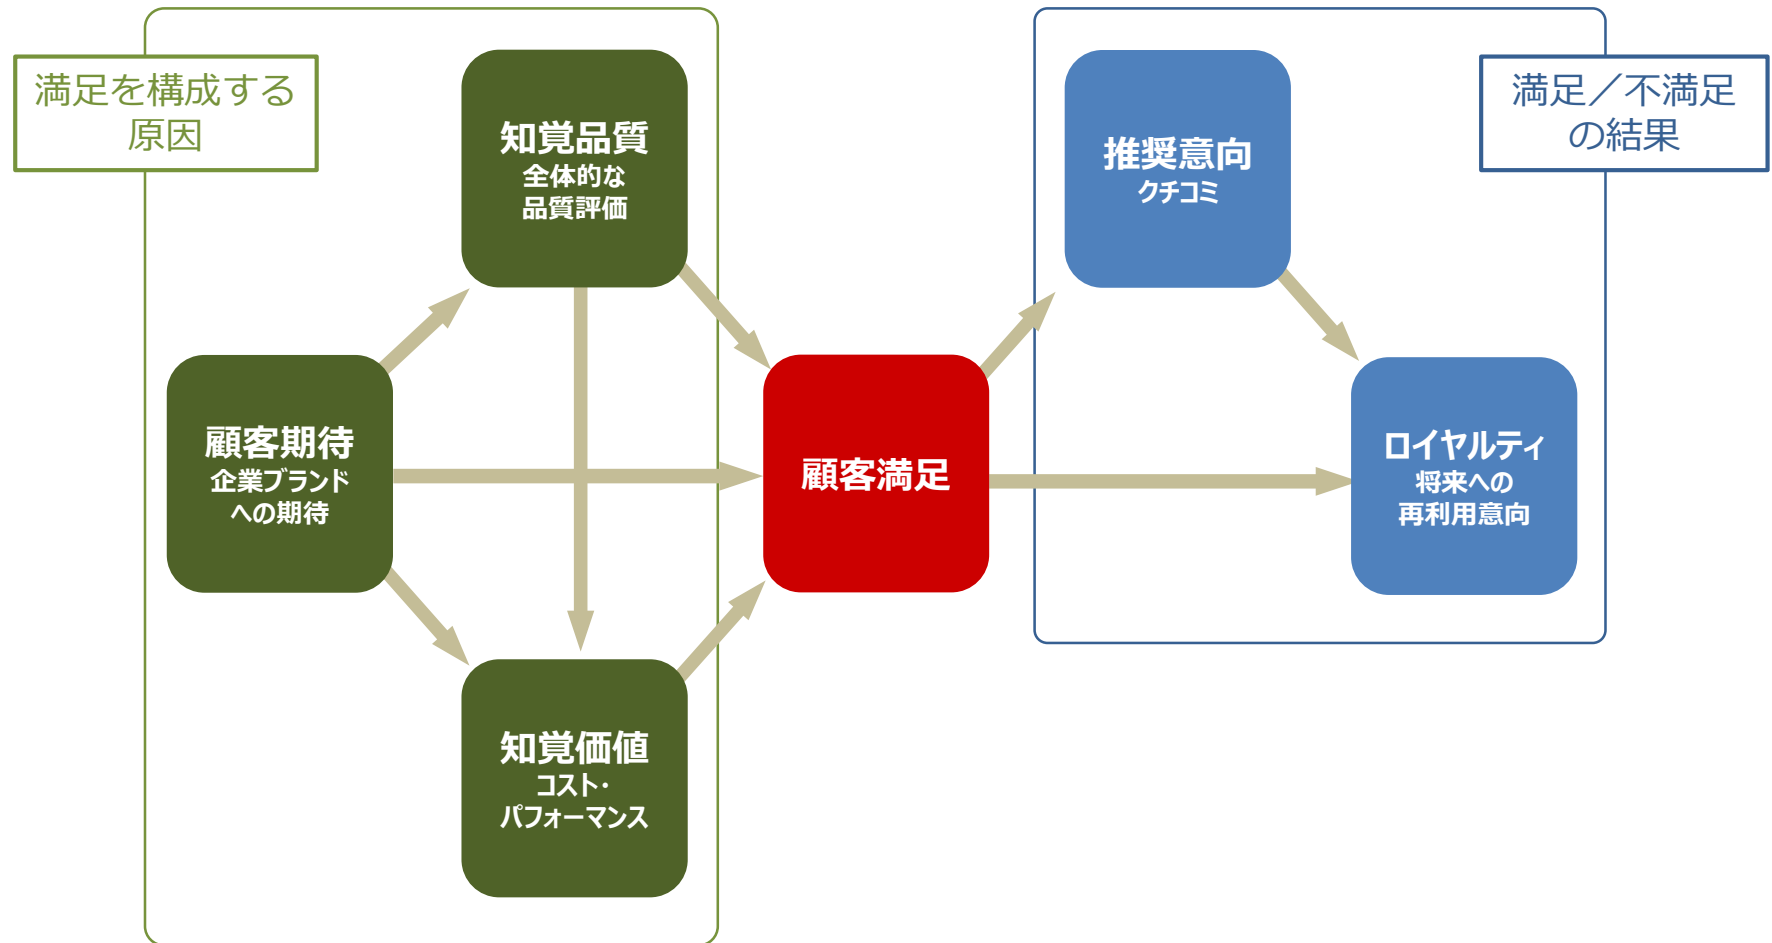 満足を構成する
原因
知覚品質
全体的な
品質評価
顧客期待
企業ブランド
への期待
知覚価値
コスト・
パフォーマンス
顧客満足
推奨意向
クチコミ
ロイヤルティ
将来への
再利用意向
満足／不満足
の結果